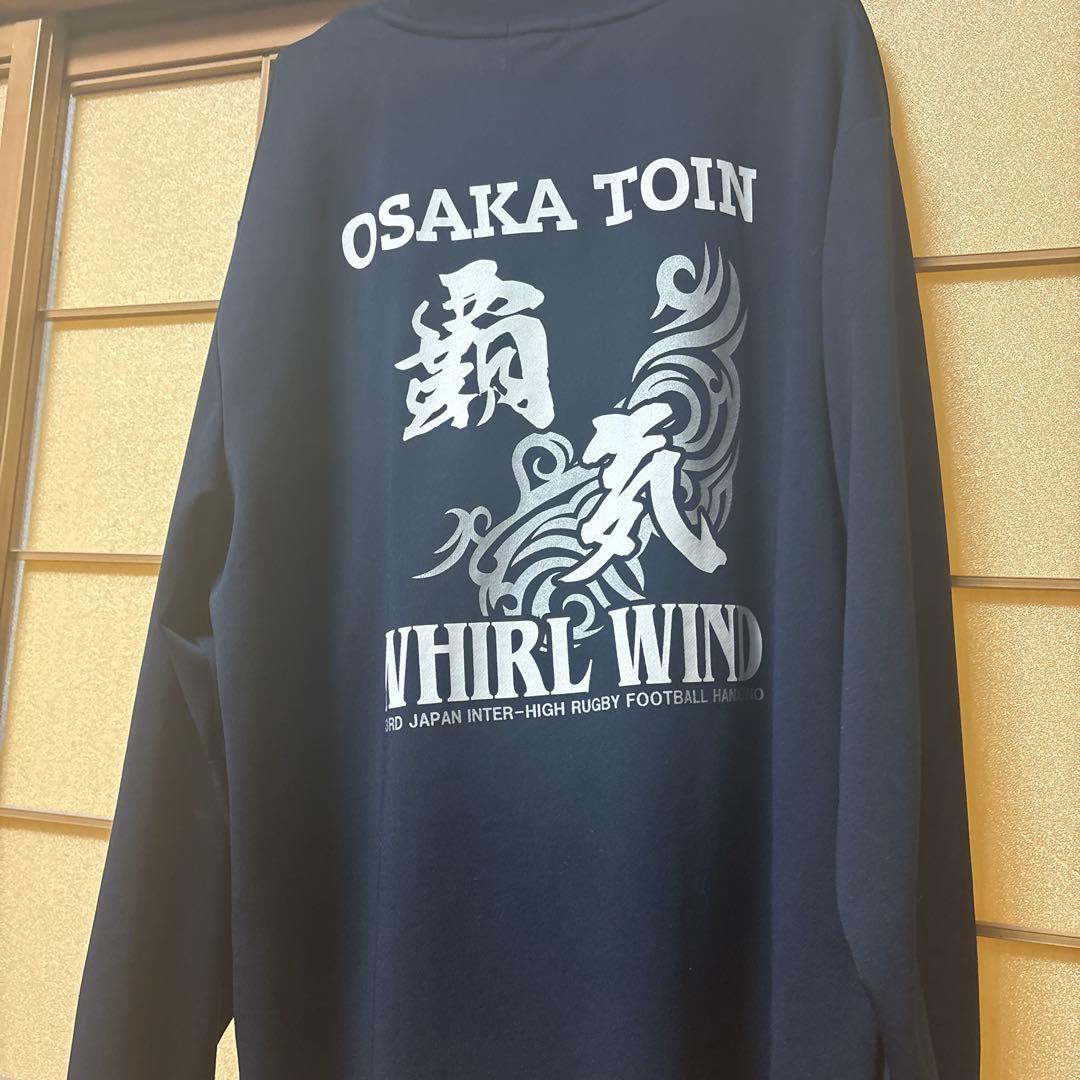 OSAKA TOIN
覇
気
WHIRL WIND
3RD JAPAN INTER-HIGH RUGBY FOOTBALL